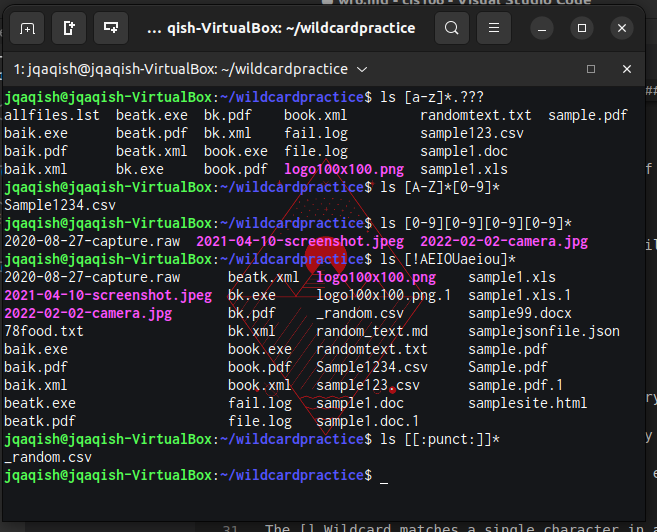 wro.md - cis106 - Visual Studio Code
... qish-VirtualBox: ~/wildcardpractice
1: jqaqish@jqaqish-VirtualBox: ~/wildcardpractice
jqaqish@jqaqish-VirtualBox:~/wildcardpractice$ ls [a-z]*.???
allfiles.lst beatk.exe bk.pdf book.xml randomtext.txt sample.pdf
baik.exe beatk.pdf bk.xml fail.log sample123.csv
baik.pdf beatk.xml book.exe file.log sample1.doc
baik.xml bk.exe book.pdf logo100x100.png sample1.xls
jqaqish@jqaqish-VirtualBox:~/wildcardpractice$ ls [A-Z]*[0-9]*
Sample1234.csv
jqaqish@jqaqish-VirtualBox:~/wildcardpractice$ ls [0-9][0-9][0-9][0-9]*
2020-08-27-capture.raw 2021-04-10-screenshot.jpeg 2022-02-02-camera.jpg
jqaqish@jqaqish-VirtualBox:~/wildcardpractice$ ls [!AEIOUaeiou]*
2020-08-27-capture.raw beatk.xml logo100x100.png sample1.xls
2021-04-10-screenshot.jpeg bk.exe logo100x100.png.1 sample1.xls.1
2022-02-02-camera.jpg bk.pdf _random.csv sample99.docx
78food.txt bk.xml random_text.md samplejsonfile.json
baik.exe book.exe randomtext.txt sample.pdf
baik.pdf book.pdf Sample1234.csv Sample.pdf
baik.xml book.xml sample123.csv sample.pdf.1
beatk.exe fail.log sample1.doc samplesite.html
beatk.pdf file.log sample1.doc.1
jqaqish@jqaqish-VirtualBox:~/wildcardpractice$ ls [[:punct:]]*
_random.csv
jqaqish@jqaqish-VirtualBox:~/wildcardpractice$ _
31 The [] Wildcard matches a single character in a